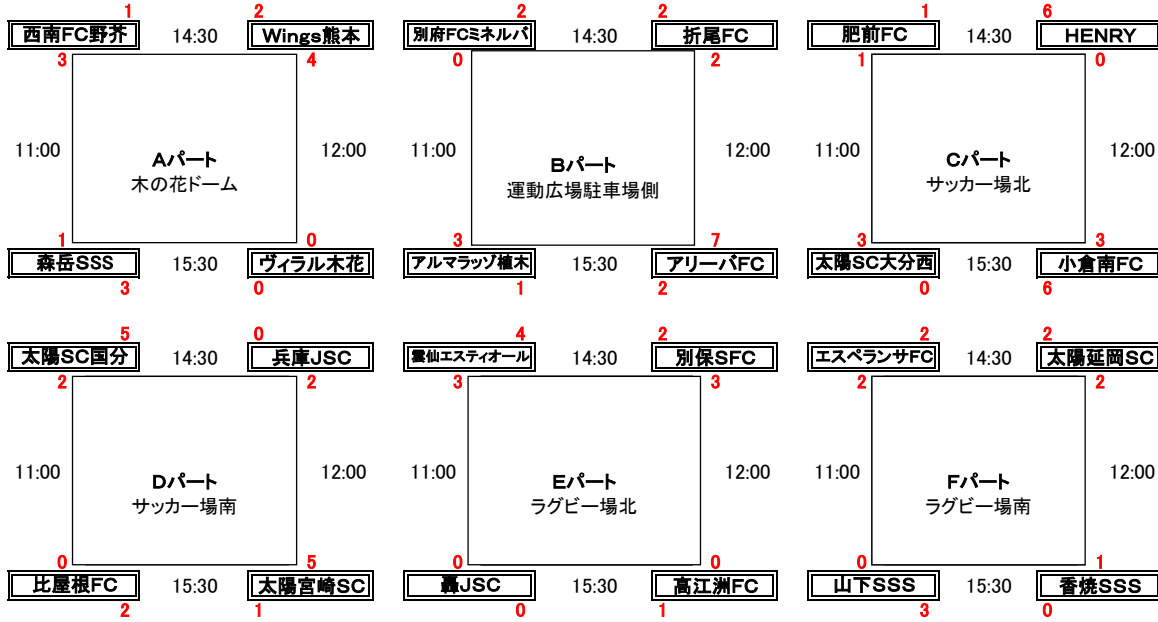 1 2 2 2 1 6
西南FC野芥 14:30 Wings熊本 別府FCミネルバ 14:30 折尾FC 肥前FC 14:30 HENRY
3 4 0 2 1 0
11:00 Aパート 12:00 11:00 Bパート 12:00 11:00 Cパート 12:00
木の花ドーム 運動広場駐車場側 サッカー場北
1 0 3 7 3 3
森岳SSS 15:30 ヴィラル木花 アルマラッゾ植木 15:30 アリーバFC 太陽SC大分西 15:30 小倉南FC
3 0 1 2 0 6
5 0 4 2 2 2
太陽SC国分 14:30 兵庫JSC 雲仙エスティオール 14:30 別保SFC エスペランサFC 14:30 太陽延岡SC
2 2 3 3 2 2
11:00 Dパート 12:00 11:00 Eパート 12:00 11:00 Fパート 12:00
サッカー場南 ラグビー場北 ラグビー場南
0 5 0 0 0 1
比屋根FC 15:30 太陽宮崎SC 轟JSC 15:30 高江洲FC 山下SSS 15:30 香焼SSS
2 1 0 1 3 0